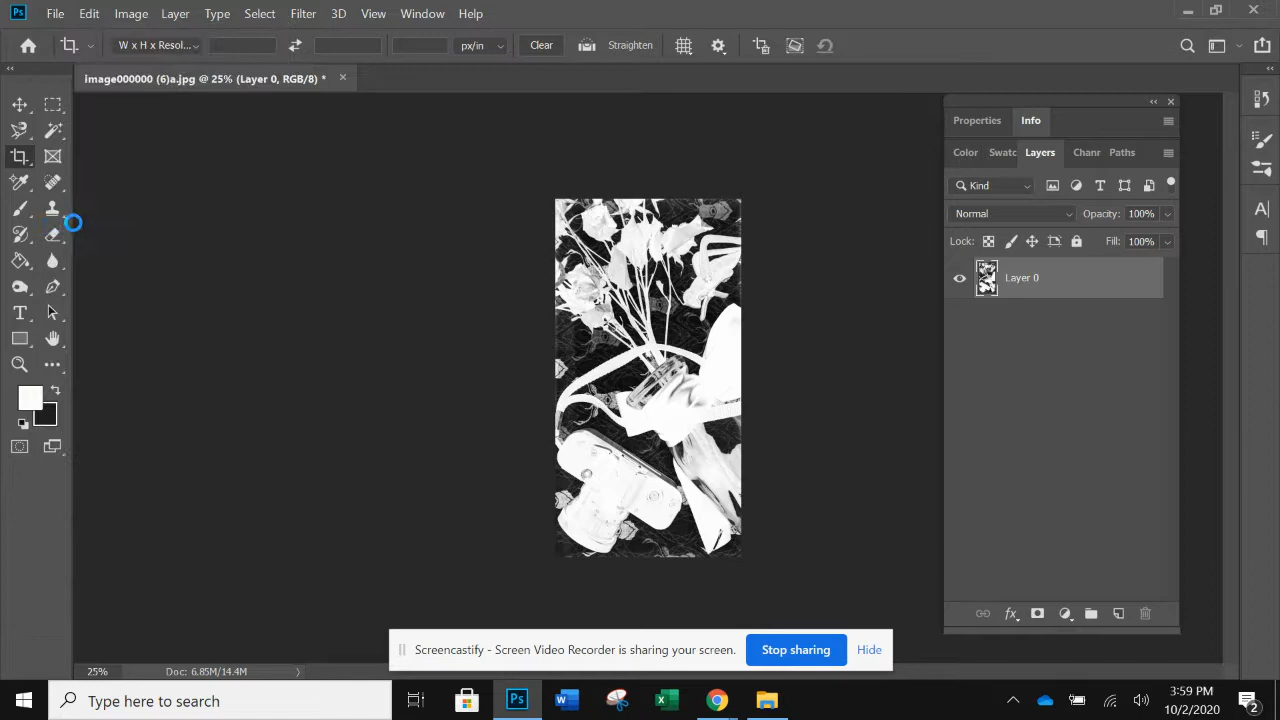 Ps File Edit Image Layer Type Select Filter 3D View Window Help
W x H x Resol... px/in Clear Straighten
image000000 (6)a.jpg @ 25% (Layer 0, RGB/8) *
Properties Info
Color Swatc Layers Chanr Paths
Kind
Normal Opacity: 100%
Lock: Fill: 100%
Layer 0
T
fx
Screencastify - Screen Video Recorder is sharing your screen. Stop sharing Hide
25% Doc: 6.85M/14.4M
Type here to search
Ps
3:59 PM
10/2/2020
2